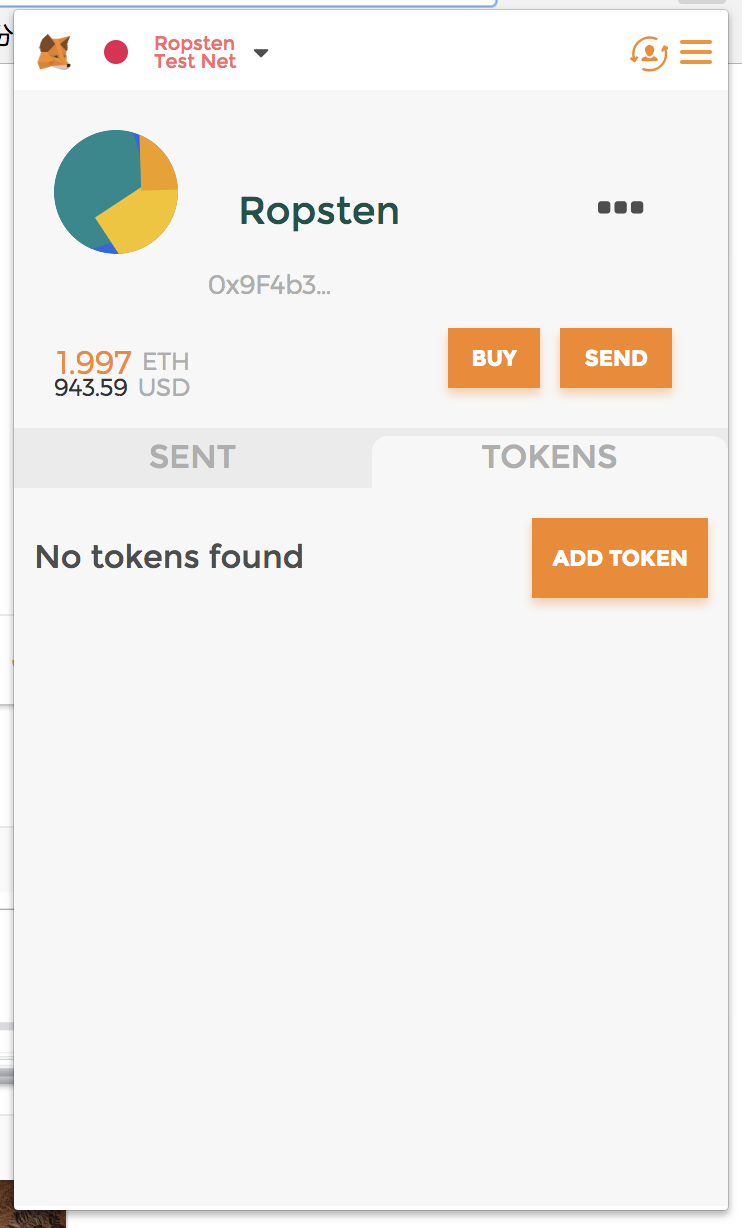 Ropsten
Test Net
Ropsten
0x9F4b3...
1.997 ETH
943.59 USD
BUY
SEND
SENT
TOKENS
No tokens found
ADD TOKEN